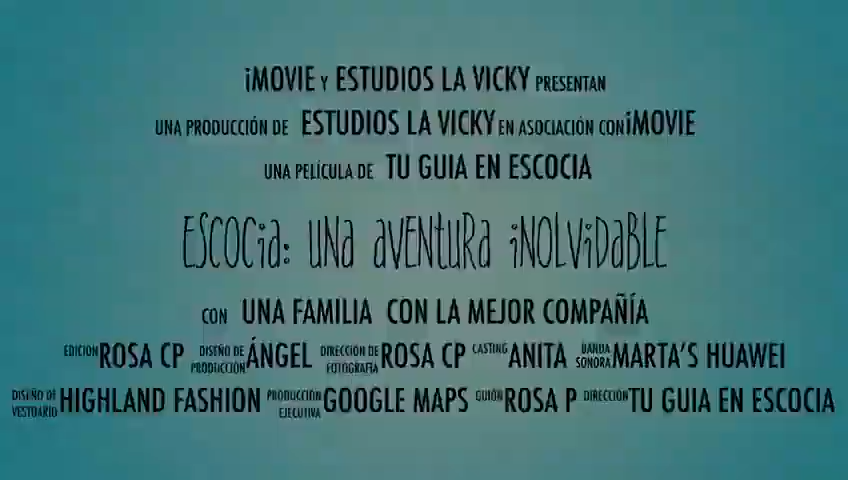 iMOVIE Y ESTUDIOS LA VICKY PRESENTAN
UNA PRODUCCIÓN DE ESTUDIOS LA VICKY EN ASOCIACIÓN CON iMOVIE
UNA PELÍCULA DE TU GUIA EN ESCOCIA
ESCOCia: UNa aVENtURa iNOLViDaBLE
CON UNA FAMILIA CON LA MEJOR COMPAÑÍA
EDICION ROSA CP DISEÑO DE PRODUCCIÓN ÁNGEL DIRECCIÓN DE FOTOGRAFIA ROSA CP CASTING ANITA BANDA SONORA MARTA'S HUAWEI
DISEÑO DE VESTUARIO HIGHLAND FASHION PRODUCCIÓN EJECUTIVA GOOGLE MAPS GUIÓN ROSA P DIRECCIÓN TU GUIA EN ESCOCIA